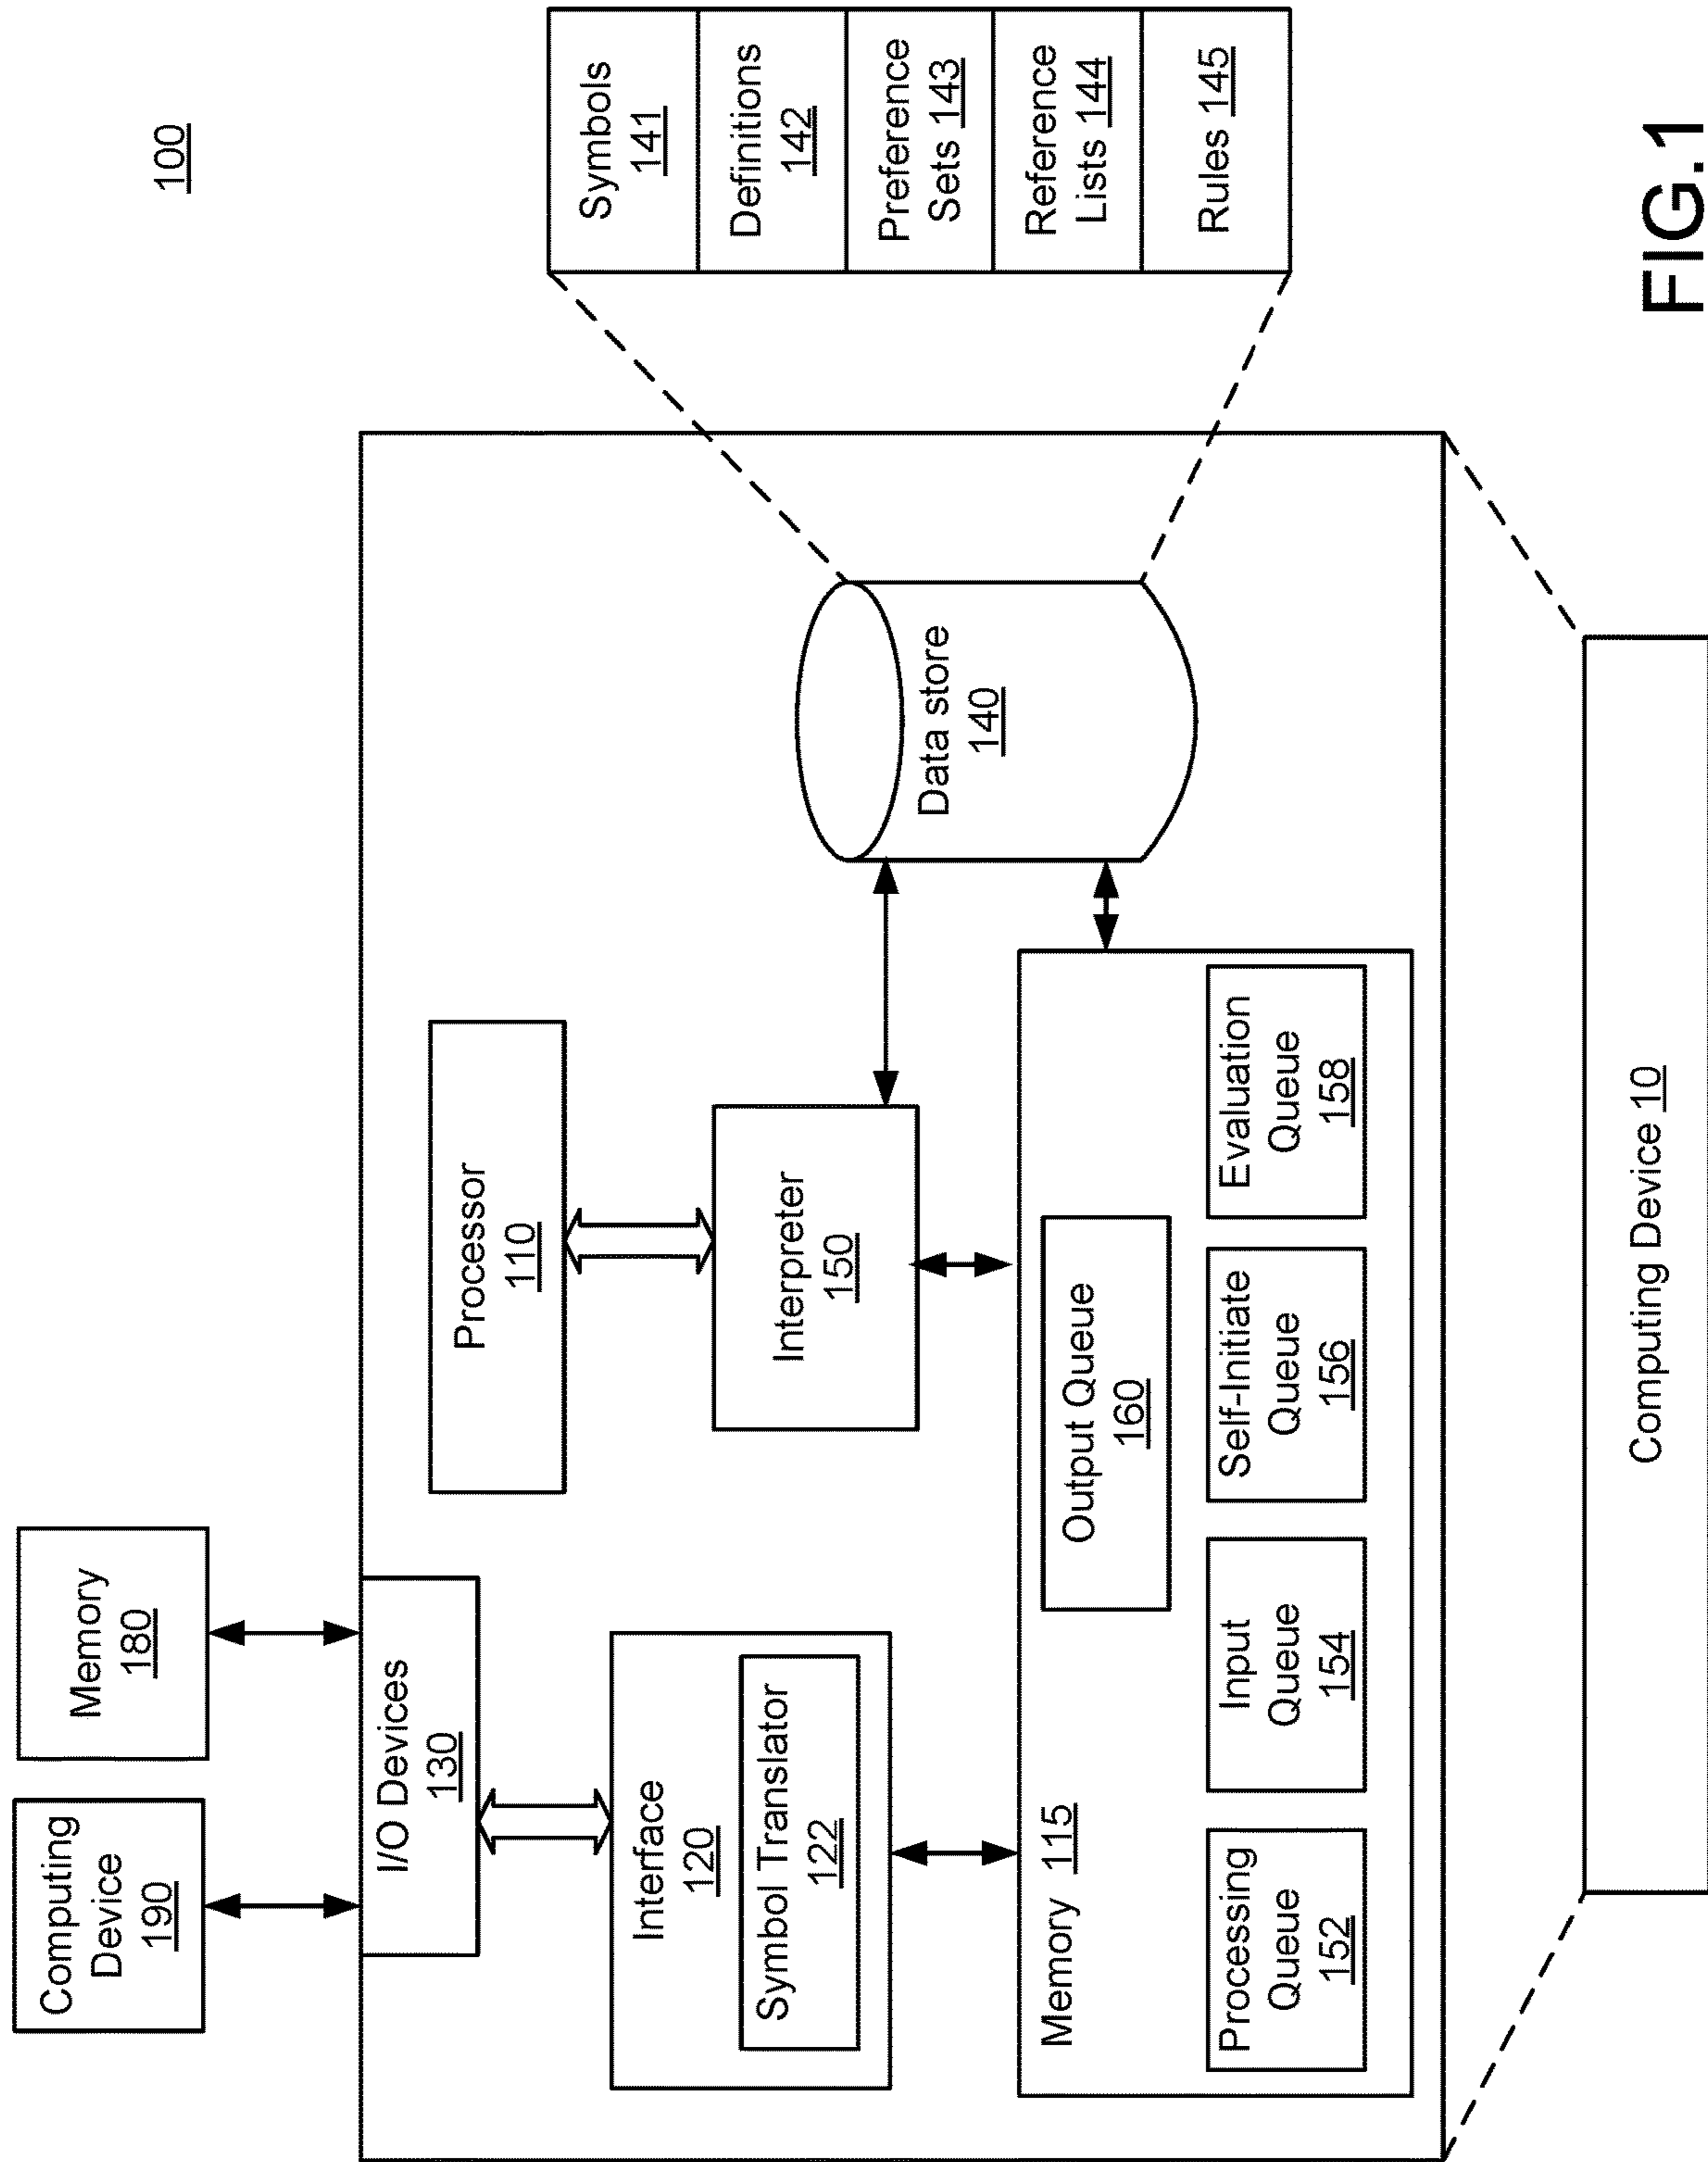 100
Computing
Device
190
Memory
180
I/O Devices
130
Interface
120
Symbol Translator
122
Processor
110
Interpreter
150
Data store
140
Symbols
141
Definitions
142
Preference
Sets 143
Reference
Lists 144
Rules 145
Memory 115
Output Queue
160
Processing
Queue
152
Input
Queue
154
Self-Initiate
Queue
156
Evaluation
Queue
158
Computing Device 10
FIG.1